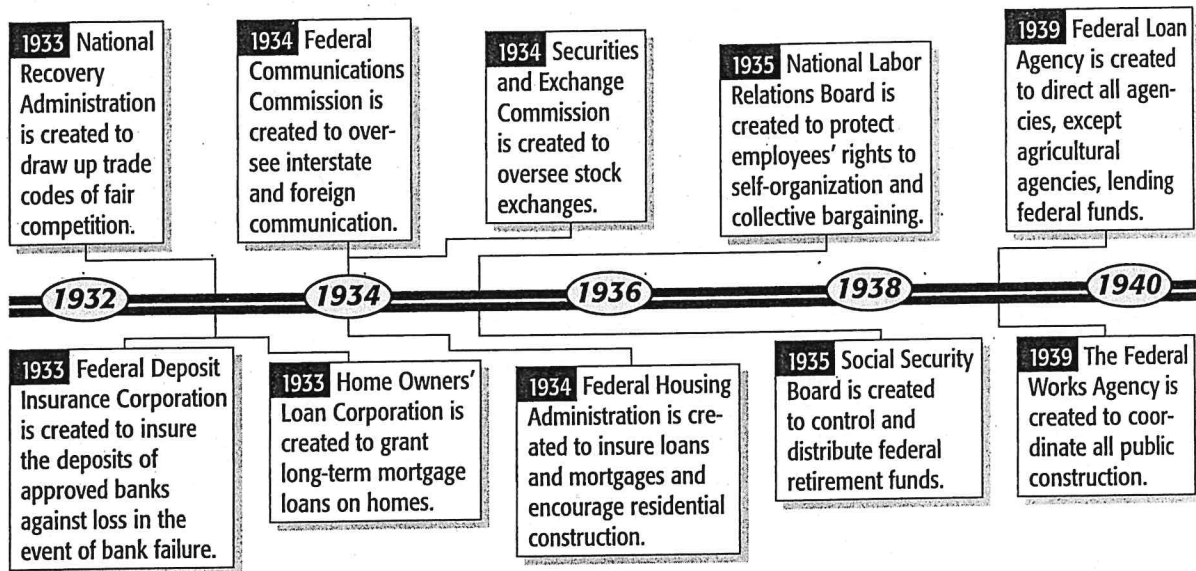 1933 National
Recovery
Administration
is created to
draw up trade
codes of fair
competition.
1934 Federal
Communications
Commission is
created to over-
see interstate
and foreign
communication.
1934 Securities
and Exchange
Commission
is created to
oversee stock
exchanges.
1935 National Labor
Relations Board is
created to protect
employees' rights to
self-organization and
collective bargaining.
1939 Federal Loan
Agency is created
to direct all agen-
cies, except
agricultural
agencies, lending
federal funds.
1932
1934
1936
1938
1940
1933 Federal Deposit
Insurance Corporation
is created to insure
the deposits of
approved banks
against loss in the
event of bank failure.
1933 Home Owners'
Loan Corporation is
created to grant
long-term mortgage
loans on homes.
1934 Federal Housing
Administration is cre-
ated to insure loans
and mortgages and
encourage residential
construction.
1935 Social Security
Board is created
to control and
distribute federal
retirement funds.
1939 The Federal
Works Agency is
created to coor-
dinate all public
construction.